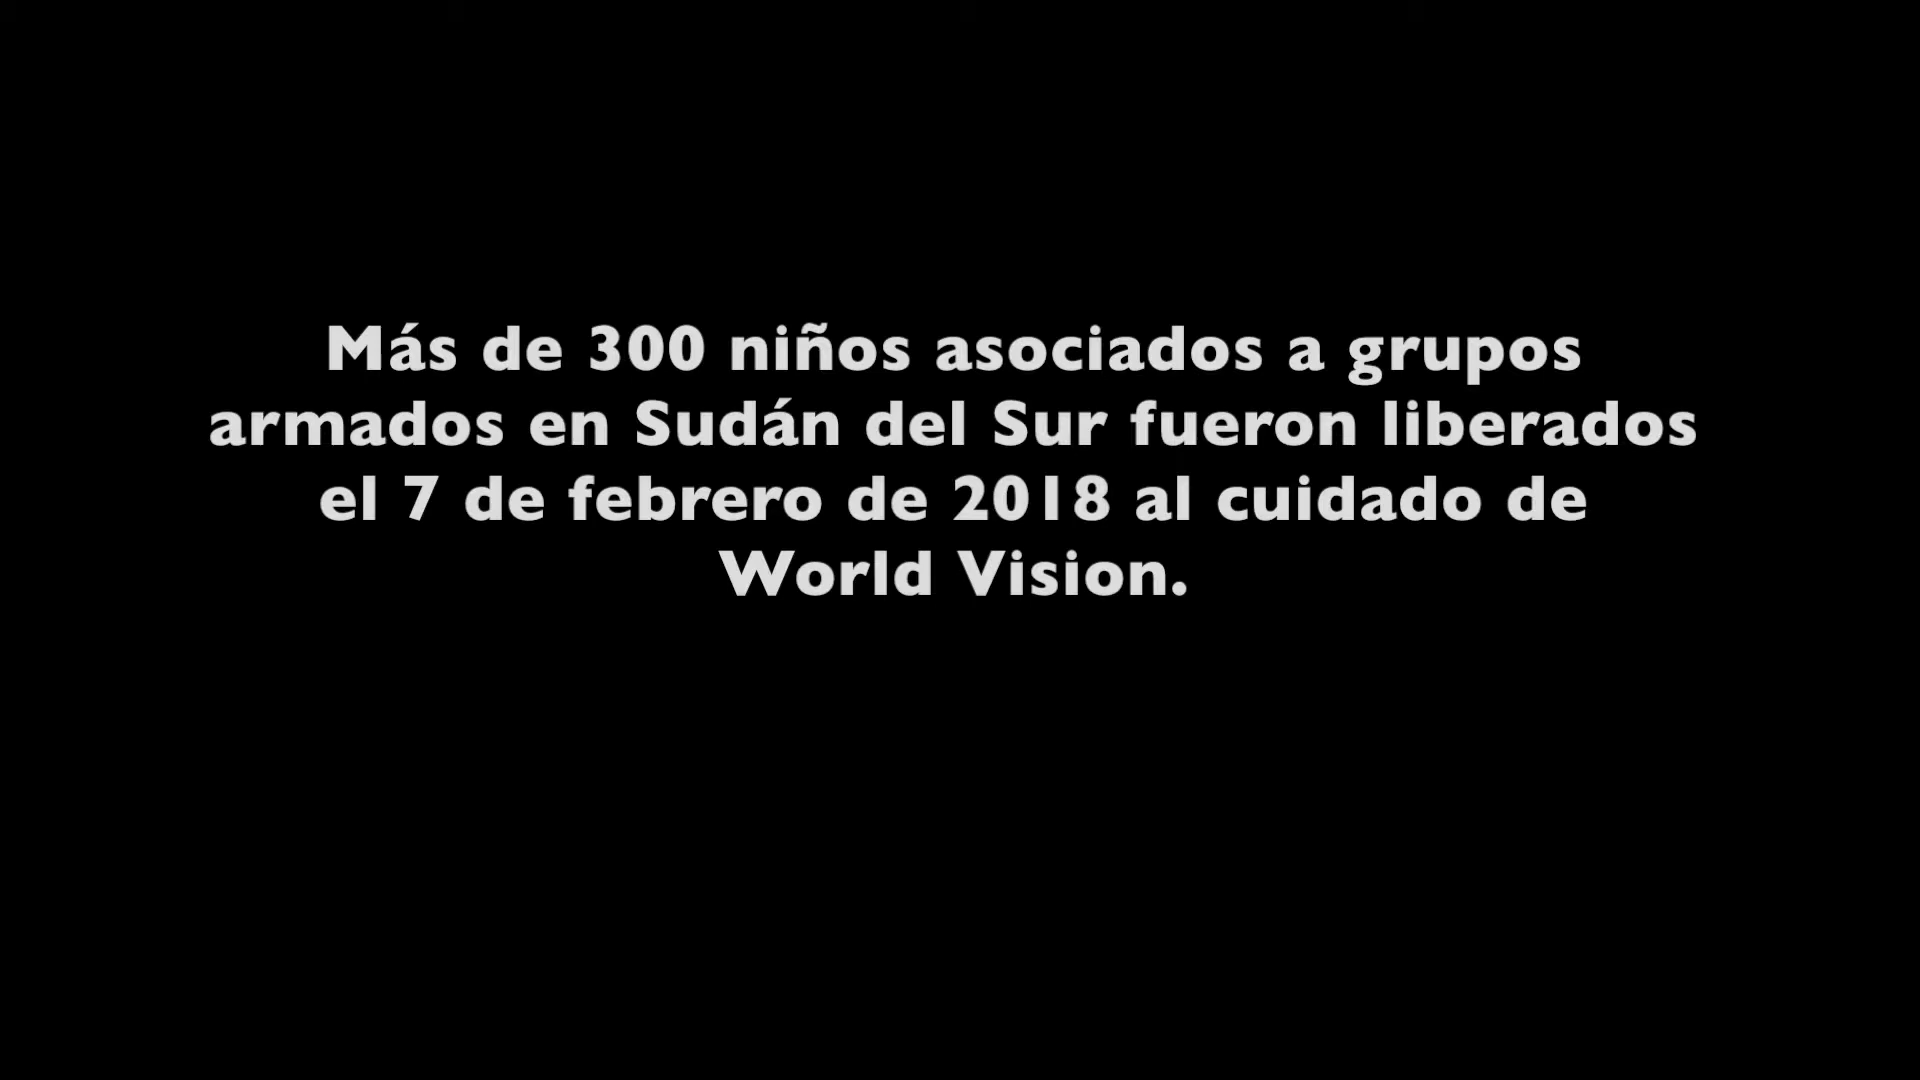 Más de 300 niños asociados a grupos
armados en Sudán del Sur fueron liberados
el 7 de febrero de 2018 al cuidado de
World Vision.